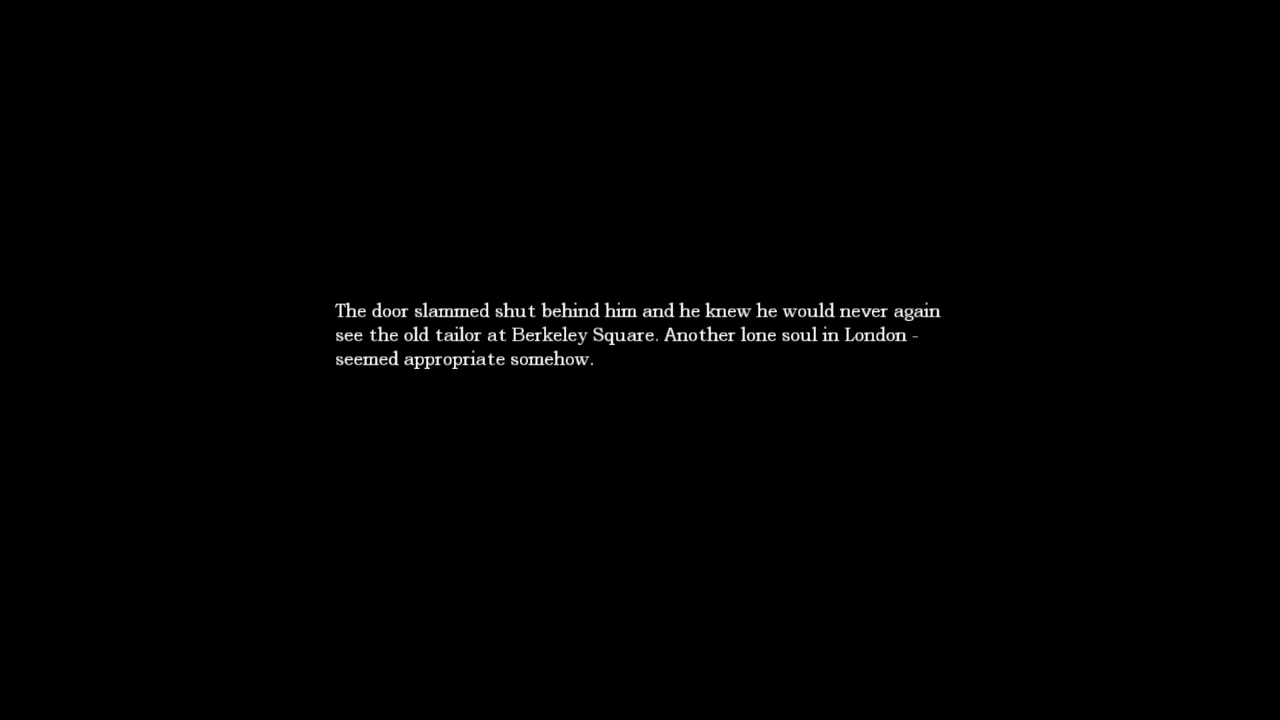 The door slammed shut behind him and he knew he would never again
see the old tailor at Berkeley Square. Another lone soul in London -
seemed appropriate somehow.